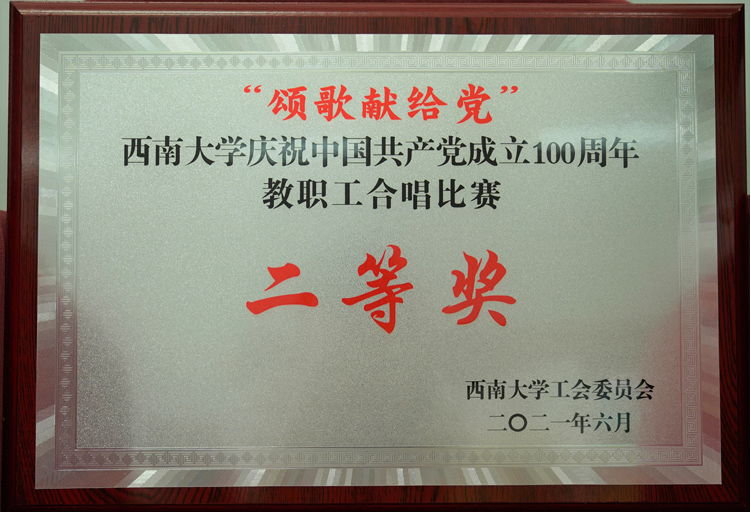 “颂歌献给党”
西南大学庆祝中国共产党成立100周年
教职工合唱比赛
二等奖
西南大学工会委员会
二〇二一年六月